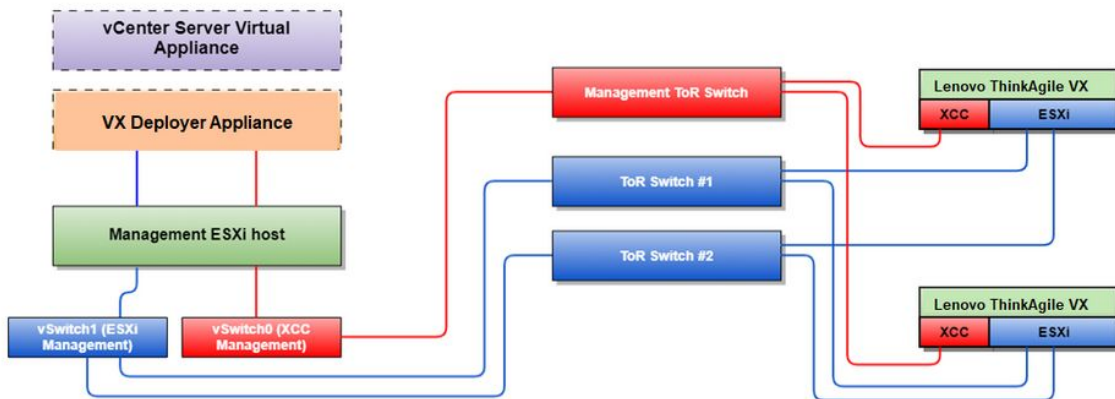 vCenter Server Virtual
Appliance
VX Deployer Appliance
Management ESXi host
vSwitch1 (ESXi
Management)
vSwitch0 (XCC
Management)
Management ToR Switch
ToR Switch #1
ToR Switch #2
Lenovo ThinkAgile VX
XCC
ESXi
Lenovo ThinkAgile VX
XCC
ESXi